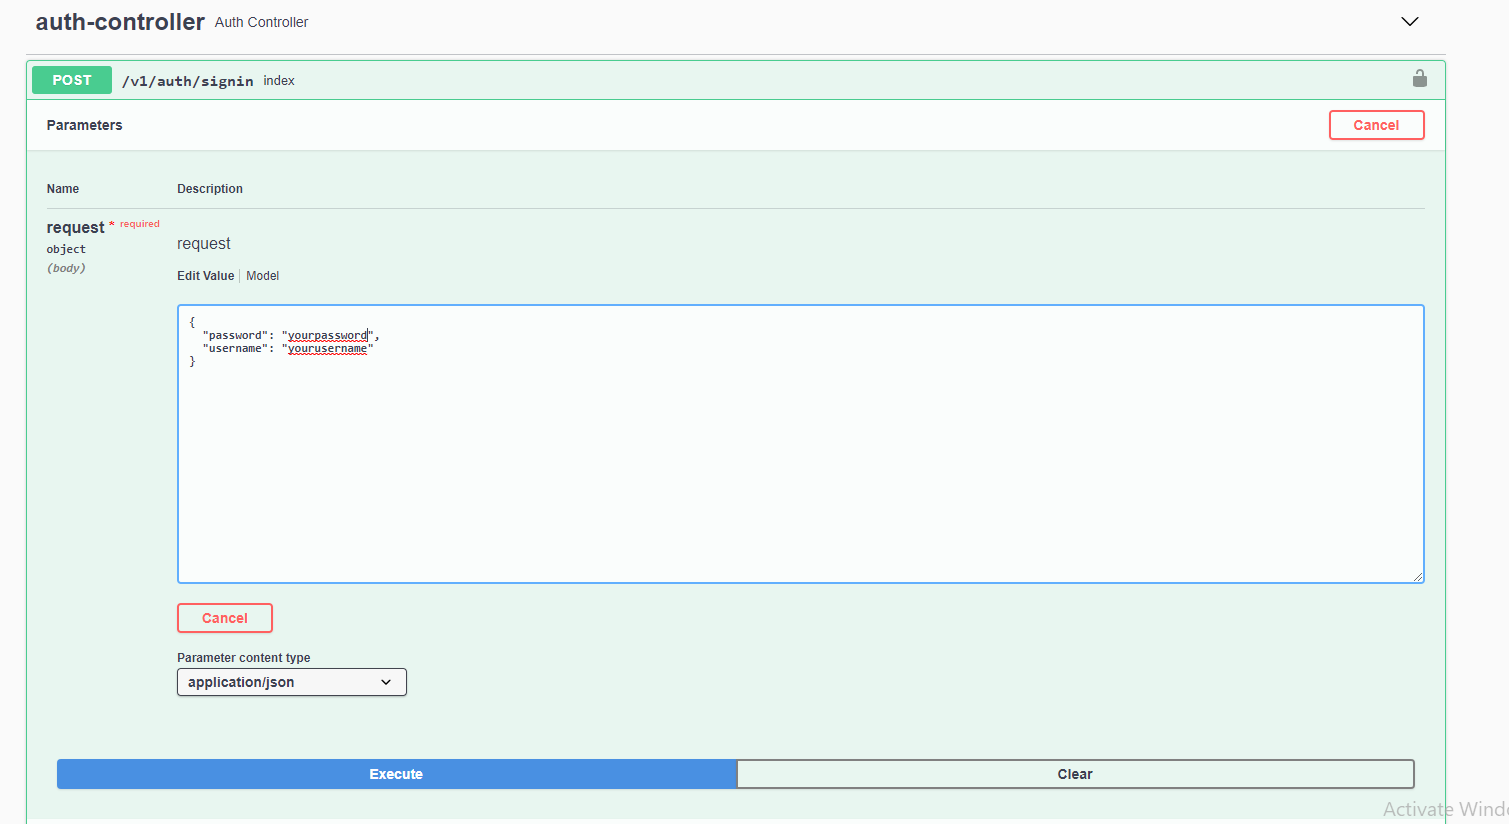 auth-controller Auth Controller
POST /v1/auth/signin index
Parameters
Cancel
Name Description
request * required
object
(body)
request
Edit Value | Model
{
  "password": "yourpassword",
  "username": "yourusername"
}
Cancel
Parameter content type
application/json
Execute
Clear
Activate Windo